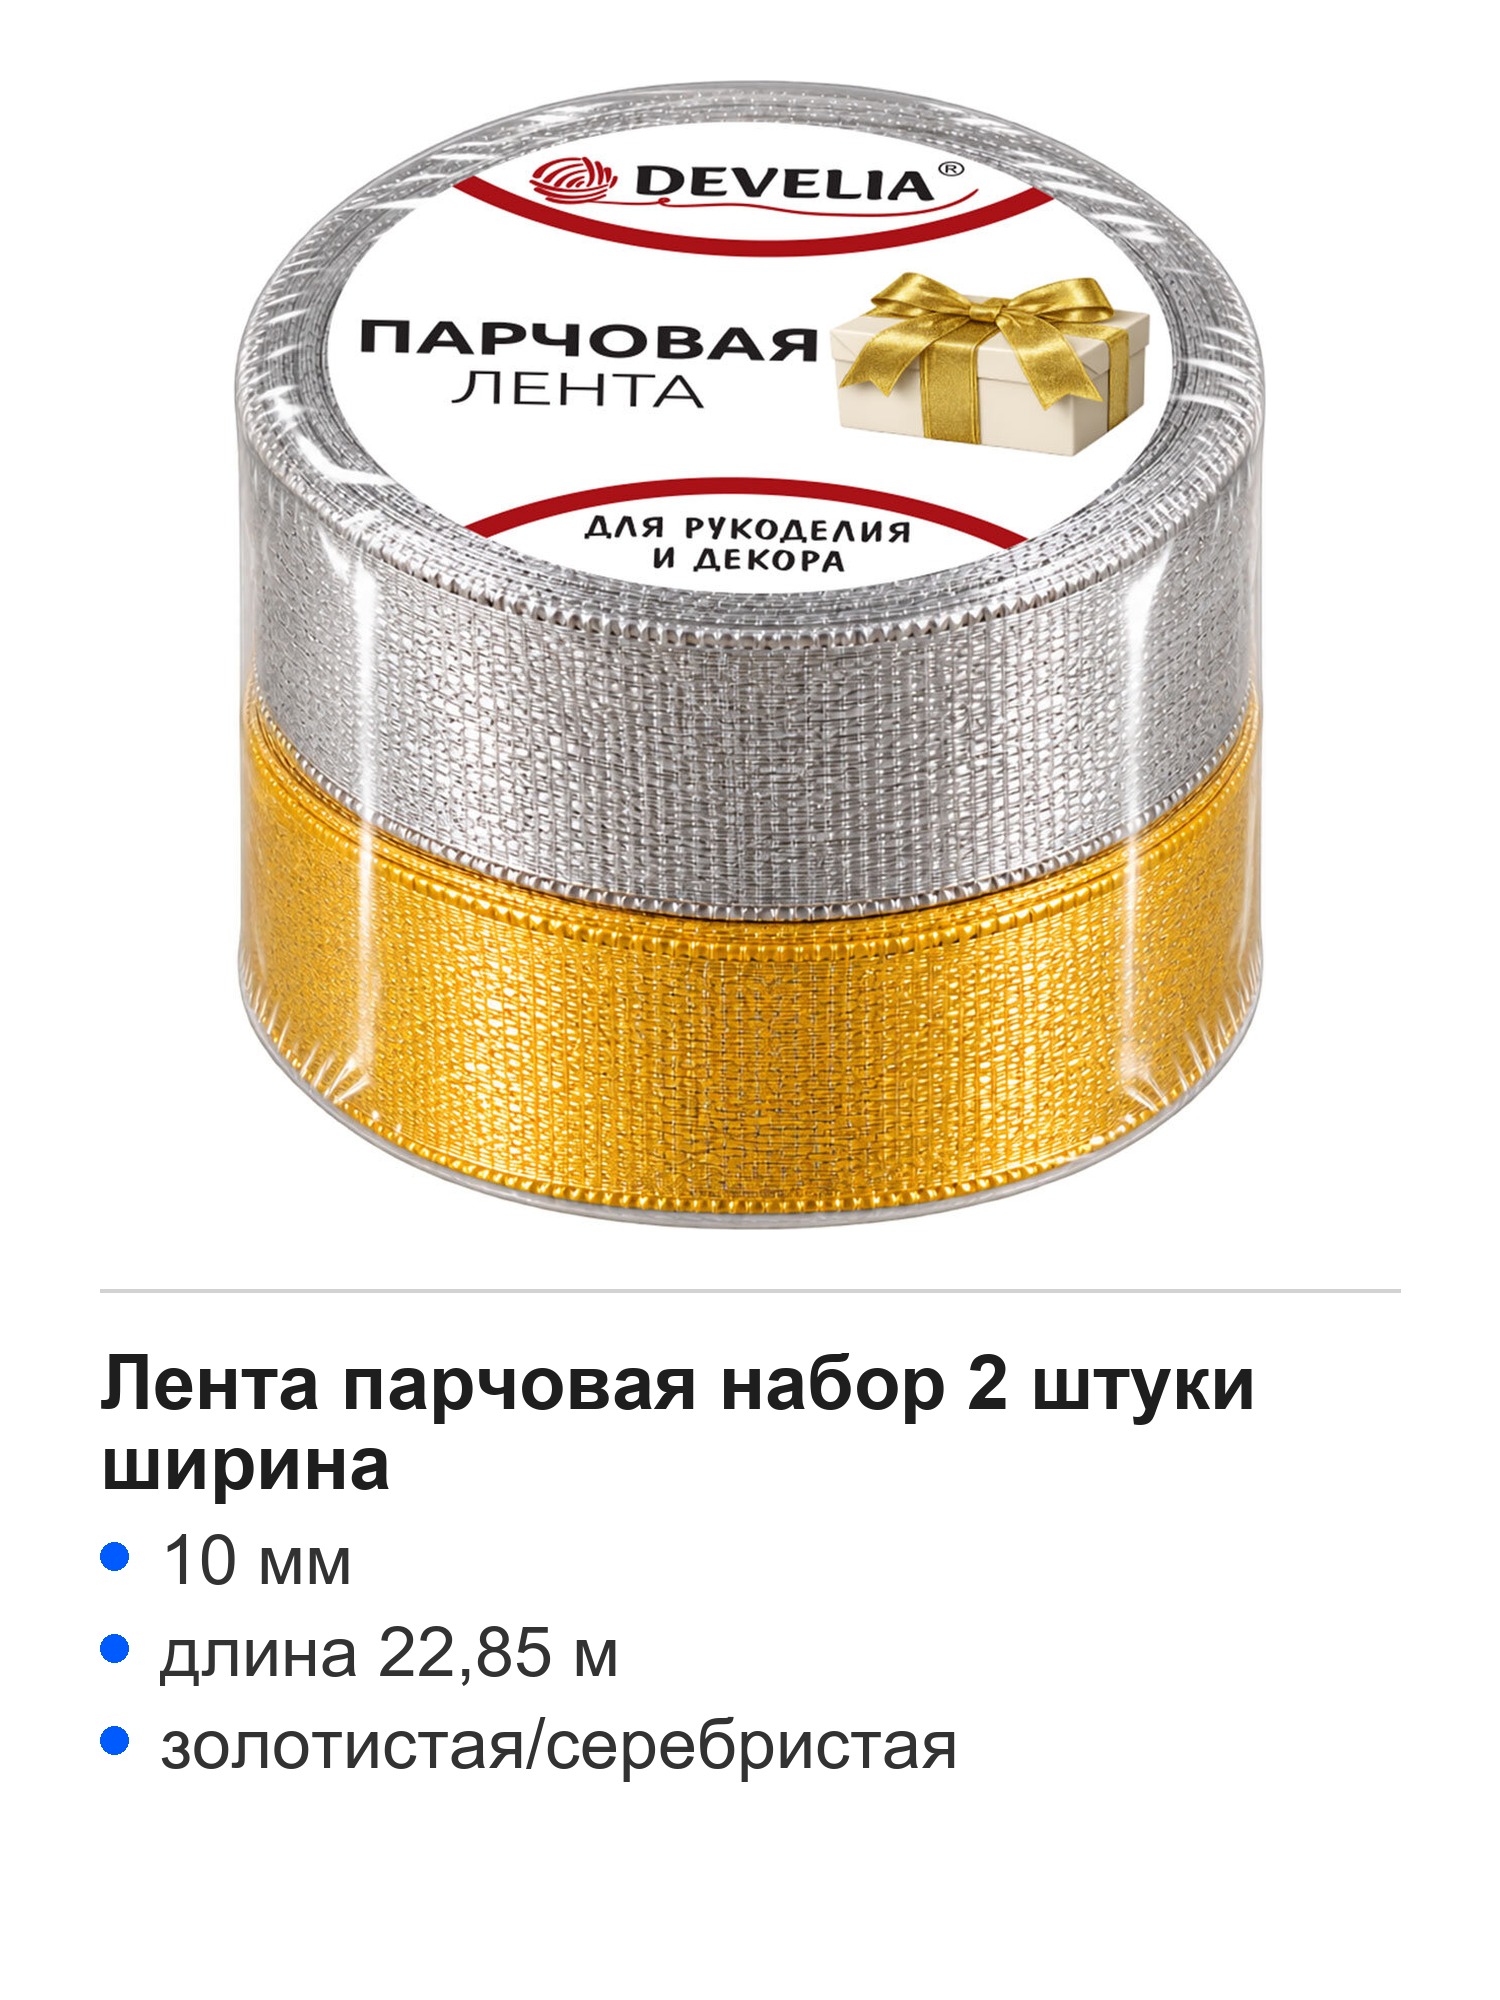 DEVELIA®
ПАРЧОВАЯ
ЛЕНТА
ДЛЯ РУКОДЕЛИЯ
И ДЕКОРА
Лента парчовая набор 2 штуки
ширина
10 мм
длина 22,85 м
золотистая/серебристая